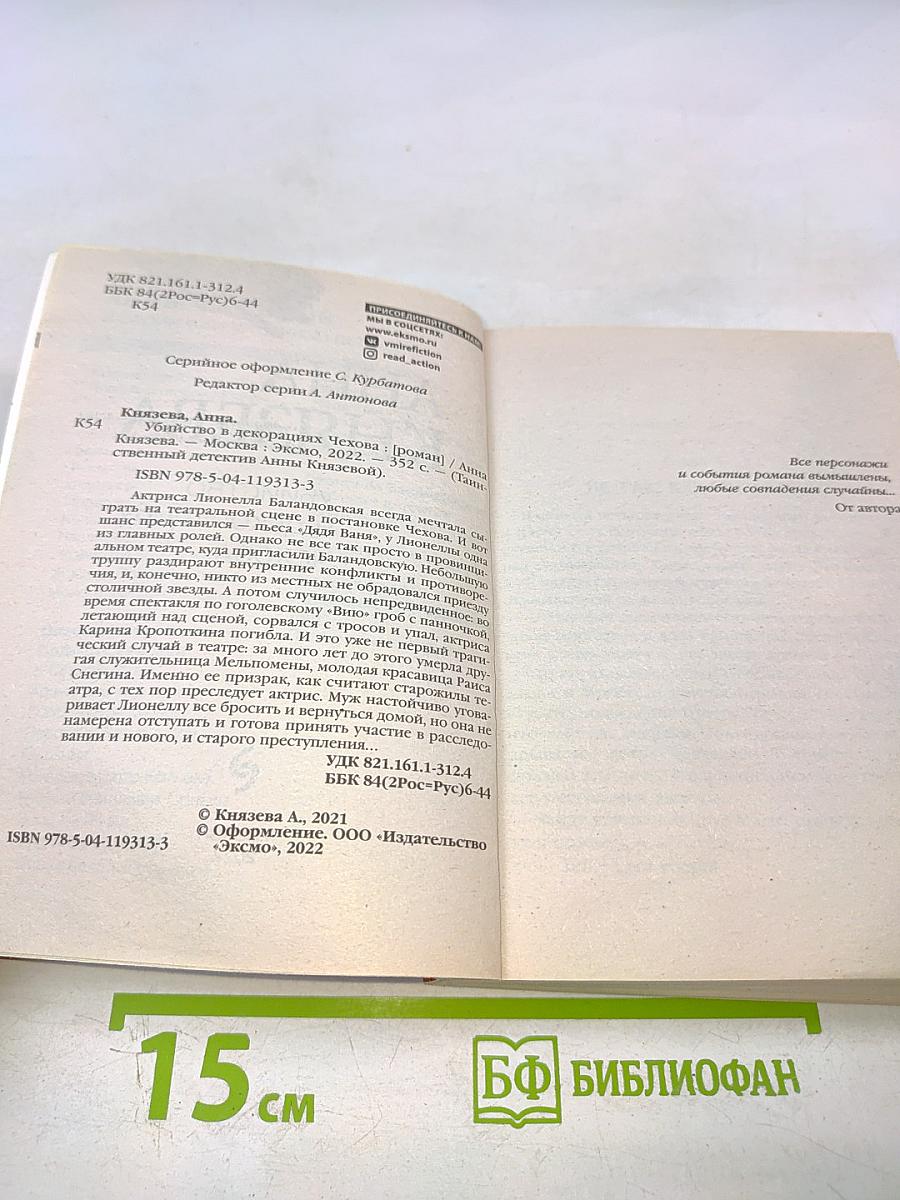 УДК 821.161.1-312.4
ББК 84(2Рос=Рус)6-44
К54
ПРИСОЕДИНЯЙТЕСЬ К НАМ!
МЫ В СОЦСЕТЯХ:
www.eksmo.ru
vmirefiction
read_action
Серийное оформление С. Курбатова
Редактор серии А. Антонова
Князева, Анна.
К54 Убийство в декорациях Чехова : [роман] / Анна
Князева. — Москва : Эксмо, 2022. — 352 с. — (Таин-
ственный детектив Анны Князевой).
ISBN 978-5-04-119313-3
Актриса Лионелла Баландовская всегда мечтала сы-
грать на театральной сцене в постановке Чехова. И вот
шанс представился — пьеса «Дядя Ваня», у Лионеллы одна
из главных ролей. Однако не все так просто в провинци-
альном театре, куда пригласили Баландовскую. Небольшую
труппу раздирают внутренние конфликты и противоре-
чия, и, конечно, никто из местных не обрадовался приезду
столичной звезды. А потом случилось непредвиденное: во
время спектакля по гоголевскому «Вию» гроб с панночкой,
летающий над сценой, сорвался с тросов и упал, актриса
Карина Кропоткина погибла. И это уже не первый траги-
ческий случай в театре: за много лет до этого умерла дру-
гая служительница Мельпомены, молодая красавица Раиса
Снегина. Именно ее призрак, как считают старожилы те-
атра, с тех пор преследует актрис. Муж настойчиво угова-
ривает Лионеллу все бросить и вернуться домой, но она не
намерена отступать и готова принять участие в расследо-
вании и нового, и старого преступления...
УДК 821.161.1-312.4
ББК 84(2Рос=Рус)6-44
© Князева А., 2021
© Оформление. ООО «Издательство
«Эксмо», 2022
ISBN 978-5-04-119313-3
Все персонажи
и события романа вымышлены,
любые совпадения случайны...
От автора
15 см
БФ БИБЛИОФАН